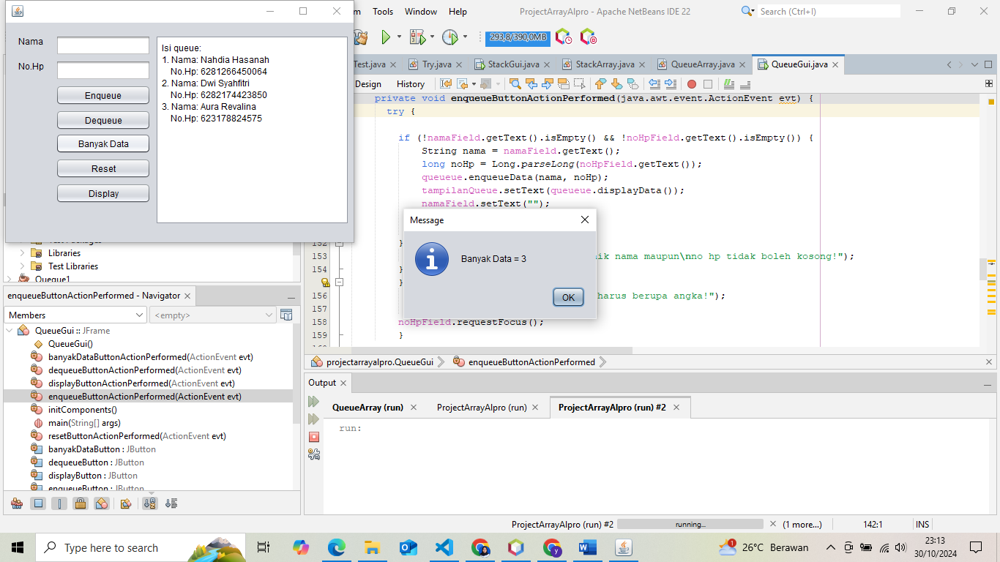 m Tools Window Help
ProjectArrayAlpro - Apache NetBeans IDE 22
Search (Ctrl+I)
293,8/390,0MB
Nama
No.Hp
Enqueue
Dequeue
Banyak Data
Reset
Display
Isi queue:
1. Nama: Nahdia Hasanah
No.Hp: 6281266450064
2. Nama: Dwi Syahfitri
No.Hp: 6282174423850
3. Nama: Aura Revalina
No.Hp: 623178824575
Test.java Try.java StackGui.java StackArray.java QueueArray.java QueueGui.java
Design History
private void enqueueButtonActionPerformed(java.awt.event.ActionEvent evt) {
try {
if (!namaField.getText().isEmpty() && !noHpField.getText().isEmpty()) {
String nama = namaField.getText();
long noHp = Long.parseLong(noHpField.getText());
queueue.enqueueData(nama, noHp);
tampilanQueue.setText(queueue.displayData());
namaField.setText("");
152 }
153 ik nama maupun\nno hp tidak boleh kosong!");
154 }
}
156 harus berupa angka!");
157
158 noHpField.requestFocus();
159 }
Message
Banyak Data = 3
OK
Libraries
Test Libraries
Queque1
enqueueButtonActionPerformed - Navigator
Members
<empty>
QueueGui :: JFrame
QueueGui()
banyakDataButtonActionPerformed(ActionEvent evt)
dequeueButtonActionPerformed(ActionEvent evt)
displayButtonActionPerformed(ActionEvent evt)
enqueueButtonActionPerformed(ActionEvent evt)
initComponents()
main(String[] args)
resetButtonActionPerformed(ActionEvent evt)
banyakDataButton : JButton
dequeueButton : JButton
displayButton : JButton
enqueueButton : JButton
projectarrayalpro.QueueGui enqueueButtonActionPerformed
Output
QueueArray (run) ProjectArrayAlpro (run) ProjectArrayAlpro (run) #2
run:
ProjectArrayAlpro (run) #2 running... (1 more...) 142:1 INS
Type here to search
26°C Berawan
23:13
30/10/2024